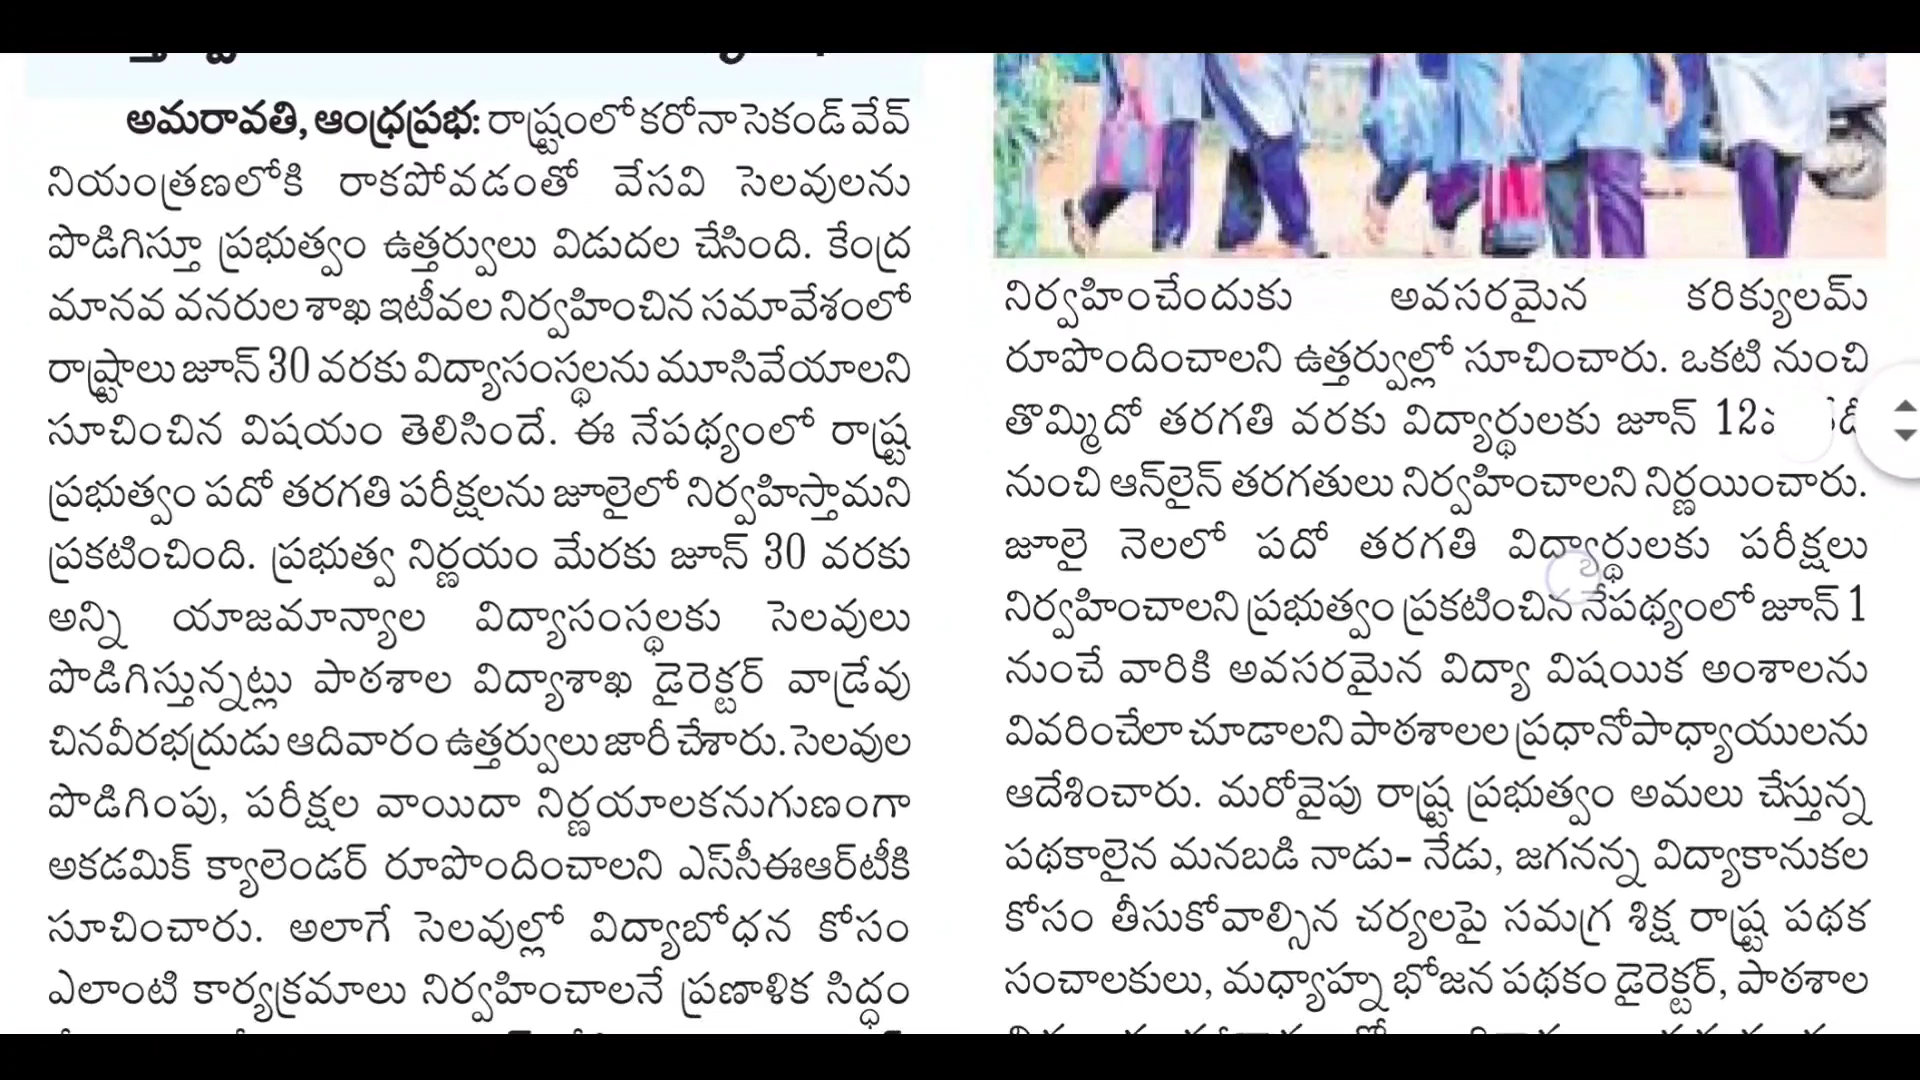 అమరావతి, ఆంధ్రప్రభ: రాష్ట్రంలో కరోనా సెకండ్ వేవ్
నియంత్రణలోకి రాకపోవడంతో వేసవి సెలవులను
పొడిగిస్తూ ప్రభుత్వం ఉత్తర్వులు విడుదల చేసింది. కేంద్ర
మానవ వనరుల శాఖ ఇటీవల నిర్వహించిన సమావేశంలో
రాష్ట్రాలు జూన్ 30 వరకు విద్యాసంస్థలను మూసివేయాలని
సూచించిన విషయం తెలిసిందే. ఈ నేపథ్యంలో రాష్ట్ర
ప్రభుత్వం పదో తరగతి పరీక్షలను జూలైలో నిర్వహిస్తామని
ప్రకటించింది. ప్రభుత్వ నిర్ణయం మేరకు జూన్ 30 వరకు
అన్ని యాజమాన్యాల విద్యాసంస్థలకు సెలవులు
పొడిగిస్తున్నట్లు పాఠశాల విద్యాశాఖ డైరెక్టర్ వాడ్రేవు
చినవీరభద్రుడు ఆదివారం ఉత్తర్వులు జారీ చేశారు. సెలవుల
పొడిగింపు, పరీక్షల వాయిదా నిర్ణయాలకనుగుణంగా
అకడమిక్ క్యాలెండర్ రూపొందించాలని ఎస్‌సీఈఆర్‌టీకి
సూచించారు. అలాగే సెలవుల్లో విద్యాబోధన కోసం
ఎలాంటి కార్యక్రమాలు నిర్వహించాలనే ప్రణాళిక సిద్ధం
నిర్వహించేందుకు అవసరమైన కరిక్యులమ్
రూపొందించాలని ఉత్తర్వుల్లో సూచించారు. ఒకటి నుంచి
తొమ్మిదో తరగతి వరకు విద్యార్థులకు జూన్
నుంచి ఆన్‌లైన్ తరగతులు నిర్వహించాలని నిర్ణయించారు.
జూలై నెలలో పదో తరగతి విద్యార్థులకు పరీక్షలు
నిర్వహించాలని ప్రభుత్వం ప్రకటించిన నేపథ్యంలో జూన్ 1
నుంచే వారికి అవసరమైన విద్యా విషయిక అంశాలను
వివరించేలా చూడాలని పాఠశాలల ప్రధానోపాధ్యాయులను
ఆదేశించారు. మరోవైపు రాష్ట్ర ప్రభుత్వం అమలు చేస్తున్న
పథకాలైన మనబడి నాడు- నేడు, జగనన్న విద్యాకానుకల
కోసం తీసుకోవాల్సిన చర్యలపై సమగ్ర శిక్ష రాష్ట్ర పథక
సంచాలకులు, మధ్యాహ్న భోజన పథకం డైరెక్టర్, పాఠశాల